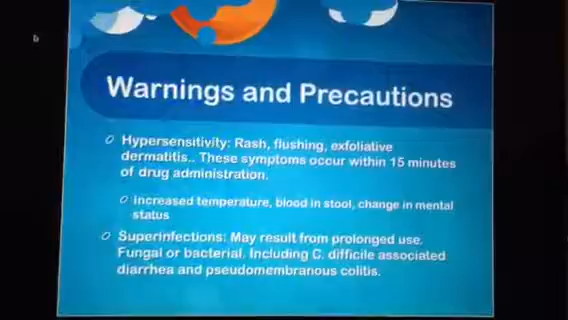 Warnings and Precautions
Hypersensitivity: Rash, flushing, exfoliative
dermatitis.. These symptoms occur within 15 minutes
of drug administration.
Increased temperature, blood in stool, change in mental
status
Superinfections: May result from prolonged use.
Fungal or bacterial. Including C. difficile associated
diarrhea and pseudomembranous colitis.